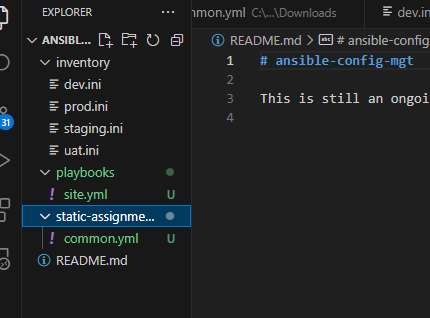 EXPLORER
ANSIBL...
inventory
dev.ini
prod.ini
staging.ini
uat.ini
playbooks
! site.yml U
static-assignme...
! common.yml U
README.md
31
mmon.yml C:\...\Downloads
dev.in
README.md > # ansible-config
1 # ansible-config-mgt
2
3 This is still an ongoi
4